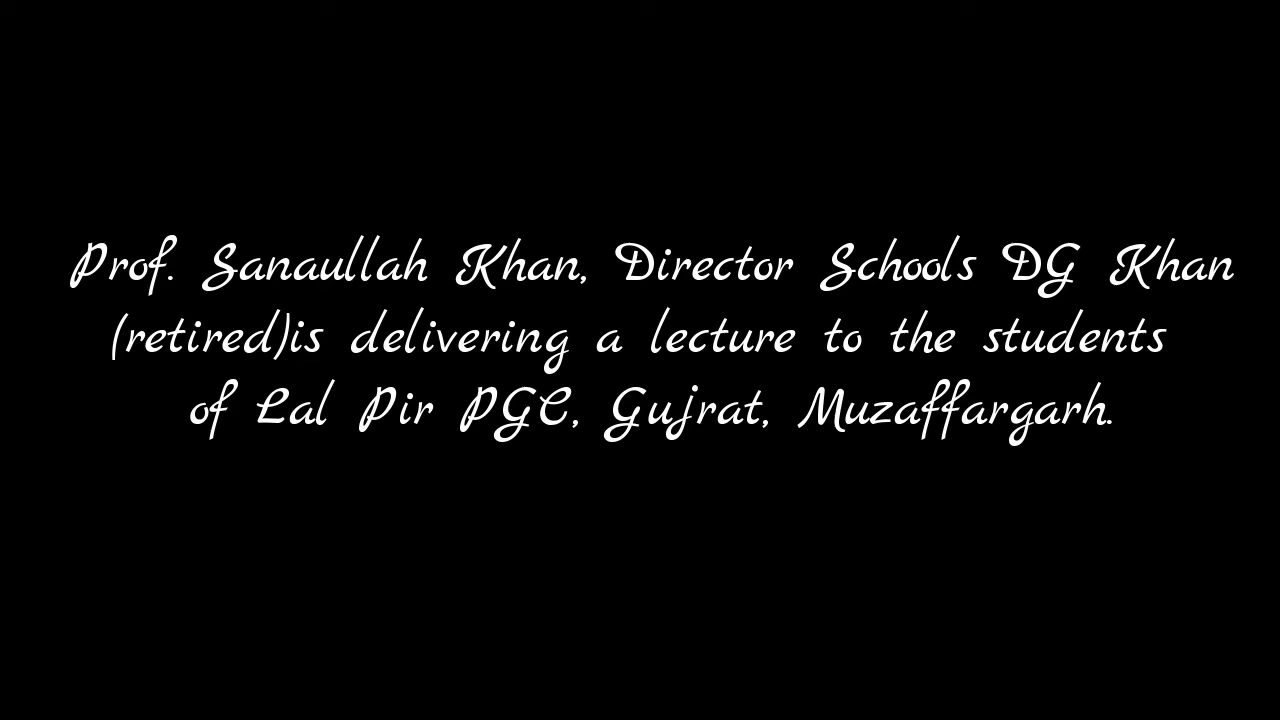 Prof. Sanaullah Khan, Director Schools DG Khan
(retired)is delivering a lecture to the students
of Lal Pir PGC, Gujrat, Muzaffargarh.